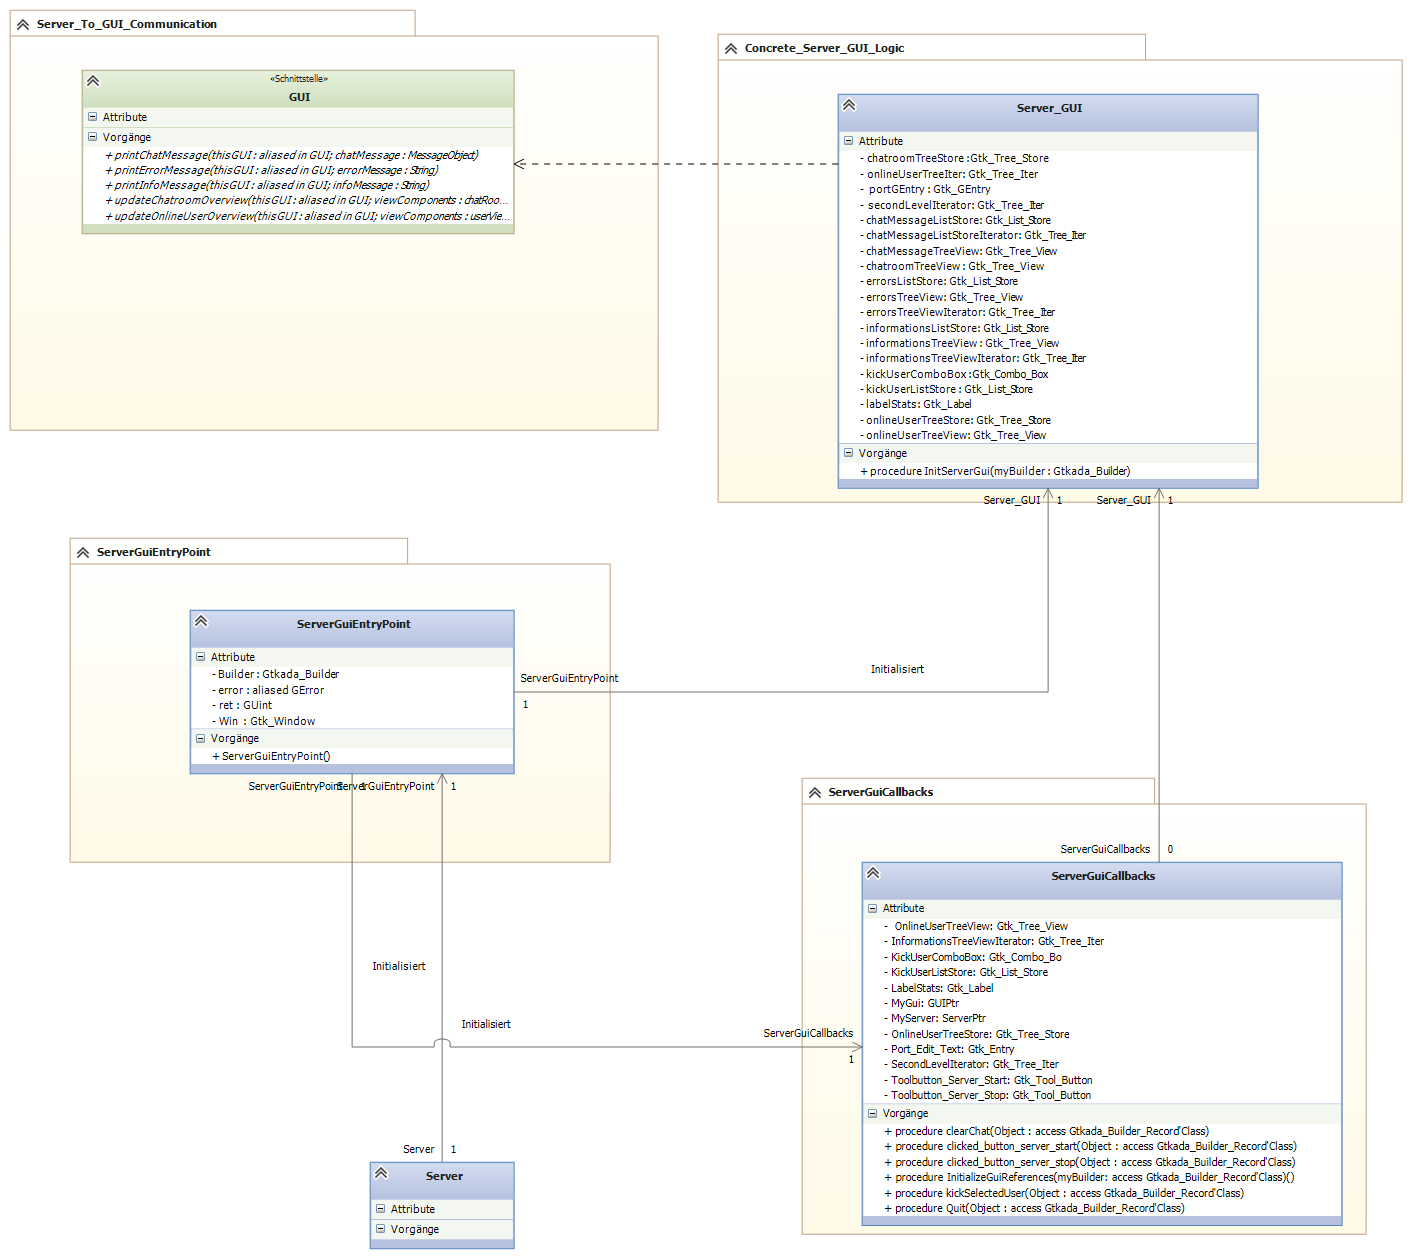 Server_To_GUI_Communication
«Schnittstelle»
GUI
Attribute
Vorgänge
+ printChatMessage(thisGUI : aliased in GUI; chatMessage : MessageObject)
+ printErrorMessage(thisGUI : aliased in GUI; errorMessage : String)
+ printInfoMessage(thisGUI : aliased in GUI; infoMessage : String)
+ updateChatroomOverview(thisGUI : aliased in GUI; viewComponents : chatRoo...
+ updateOnlineUserOverview(thisGUI : aliased in GUI; viewComponents : userVie...
Concrete_Server_GUI_Logic
Server_GUI
Attribute
- chatroomTreeStore :Gtk_Tree_Store
- onlineUserTreeIter: Gtk_Tree_Iter
- portGEntry : Gtk_GEntry
- secondLevelIterator: Gtk_Tree_Iter
- chatMessageListStore: Gtk_List_Store
- chatMessageListStoreIterator: Gtk_Tree_Iter
- chatMessageTreeView: Gtk_Tree_View
- chatroomTreeView : Gtk_Tree_View
- errorsListStore: Gtk_List_Store
- errorsTreeView: Gtk_Tree_View
- errorsTreeViewIterator: Gtk_Tree_Iter
- informationsListStore: Gtk_List_Store
- informationsTreeView : Gtk_Tree_View
- informationsTreeViewIterator: Gtk_Tree_Iter
- kickUserComboBox :Gtk_Combo_Box
- kickUserListStore : Gtk_List_Store
- labelStats: Gtk_Label
- onlineUserTreeStore: Gtk_Tree_Store
- onlineUserTreeView: Gtk_Tree_View
Vorgänge
+ procedure InitServerGui(myBuilder : Gtkada_Builder)
Server_GUI 1
Server_GUI 1
ServerGuiEntryPoint
ServerGuiEntryPoint
Attribute
- Builder : Gtkada_Builder
- error : aliased GError
- ret : GUint
- Win : Gtk_Window
Vorgänge
+ ServerGuiEntryPoint()
ServerGuiEntryPoint
1
Initialisiert
ServerGuiEntryPoint 1
ServerGuiEntryPoint 1
Initialisiert
Initialisiert
ServerGuiCallbacks
1
Server 1
Server
Attribute
Vorgänge
ServerGuiCallbacks
ServerGuiCallbacks 0
ServerGuiCallbacks
Attribute
- OnlineUserTreeView: Gtk_Tree_View
- InformationsTreeViewIterator: Gtk_Tree_Iter
- KickUserComboBox: Gtk_Combo_Bo
- KickUserListStore: Gtk_List_Store
- LabelStats: Gtk_Label
- MyGui: GUIPtr
- MyServer: ServerPtr
- OnlineUserTreeStore: Gtk_Tree_Store
- Port_Edit_Text: Gtk_Entry
- SecondLevelIterator: Gtk_Tree_Iter
- Toolbutton_Server_Start: Gtk_Tool_Button
- Toolbutton_Server_Stop: Gtk_Tool_Button
Vorgänge
+ procedure clearChat(Object : access Gtkada_Builder_Record'Class)
+ procedure clicked_button_server_start(Object : access Gtkada_Builder_Record'Class)
+ procedure clicked_button_server_stop(Object : access Gtkada_Builder_Record'Class)
+ procedure InitializeGuiReferences(myBuilder: access Gtkada_Builder_Record'Class)()
+ procedure kickSelectedUser(Object : access Gtkada_Builder_Record'Class)
+ procedure Quit(Object : access Gtkada_Builder_Record'Class)